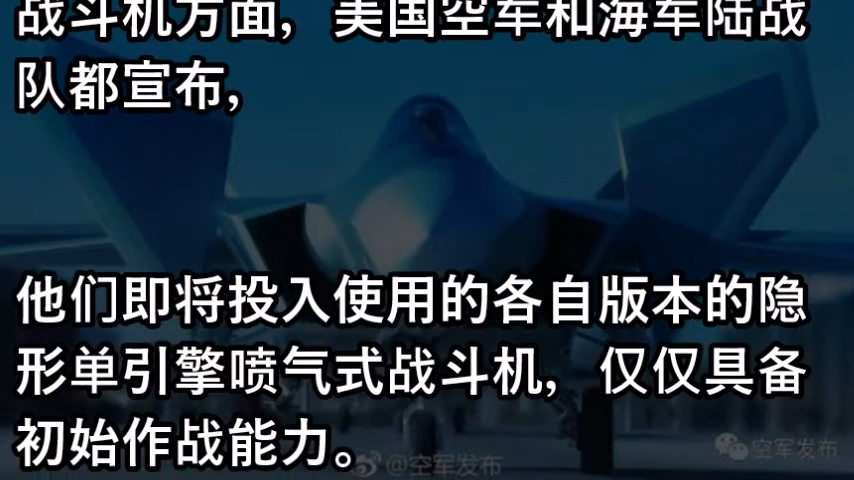 战斗机方面，美国空军和海军陆战
队都宣布，
他们即将投入使用的各自版本的隐
形单引擎喷气式战斗机，仅仅具备
初始作战能力。
@空军发布
空军发布